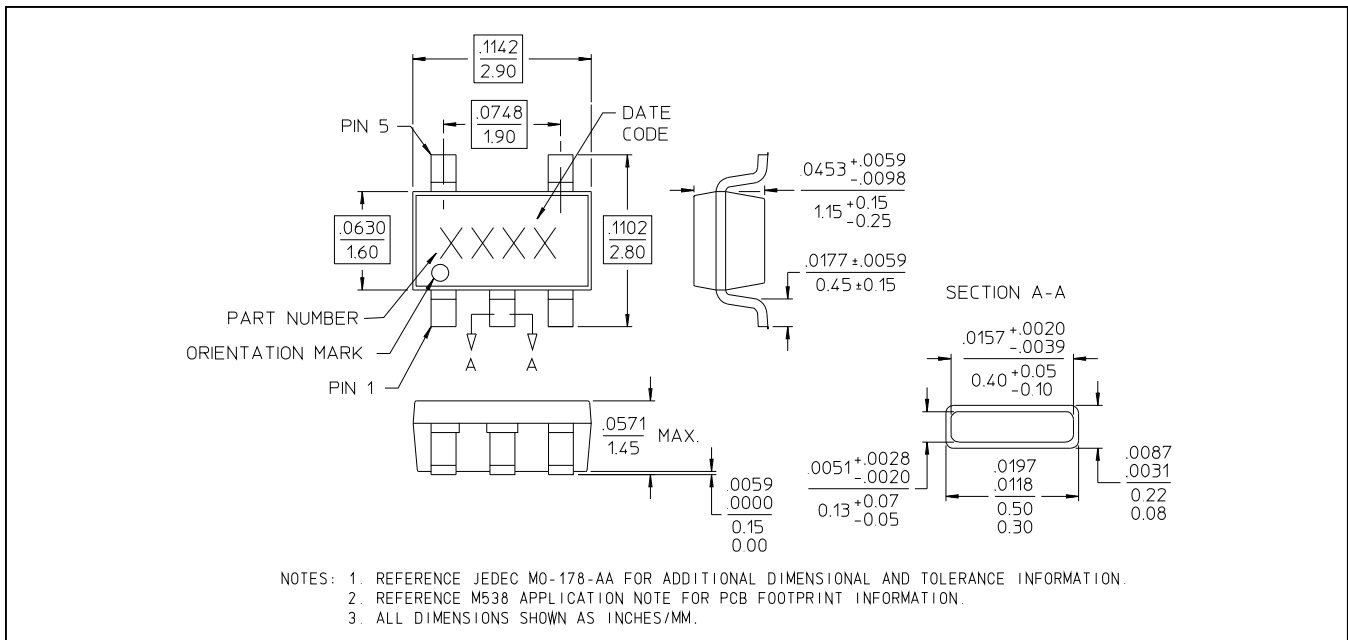 .1142
2.90
.0748
1.90
PIN 5
DATE
CODE
.0630
1.60
XXXX
.1102
2.80
PART NUMBER
ORIENTATION MARK
PIN 1
A A
.0453 +.0059
-.0098
1.15 +0.15
-0.25
.0177 ±.0059
0.45 ±0.15
SECTION A-A
.0157 +.0020
-.0039
0.40 +0.05
-0.10
.0571
1.45
MAX.
.0059
.0000
0.15
0.00
.0051 +.0028
-.0020
0.13 +0.07
-0.05
.0197
.0118
0.50
0.30
.0087
.0031
0.22
0.08
NOTES: 1. REFERENCE JEDEC MO-178-AA FOR ADDITIONAL DIMENSIONAL AND TOLERANCE INFORMATION.
2. REFERENCE M538 APPLICATION NOTE FOR PCB FOOTPRINT INFORMATION.
3. ALL DIMENSIONS SHOWN AS INCHES/MM.